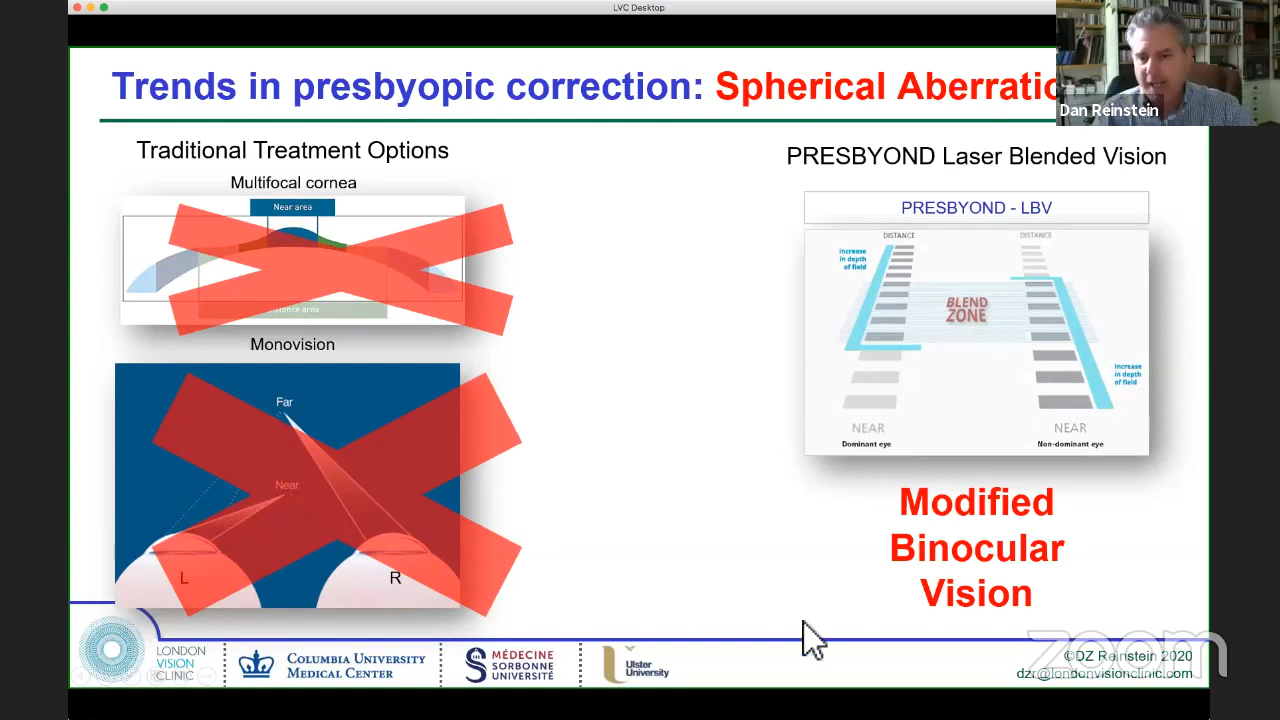 LVC Desktop
Trends in presbyopic correction: Spherical Aberratio
Dan Reinstein
Traditional Treatment Options
Multifocal cornea
Near area
stance area
Monovision
Far
Near
L
R
PRESBYOND Laser Blended Vision
PRESBYOND - LBV
DISTANCE
DISTANCE
Increase
in depth
of field
BLEND
ZONE
Increase
in depth
of field
NEAR
NEAR
Dominant eye
Non-dominant eye
Modified
Binocular
Vision
LONDON
VISION
CLINIC
COLUMBIA UNIVERSITY
MEDICAL CENTER
MÉDECINE
SORBONNE
UNIVERSITÉ
Ulster
University
zoom
©DZ Reinstein 2020
dzr@londonvisionclinic.com